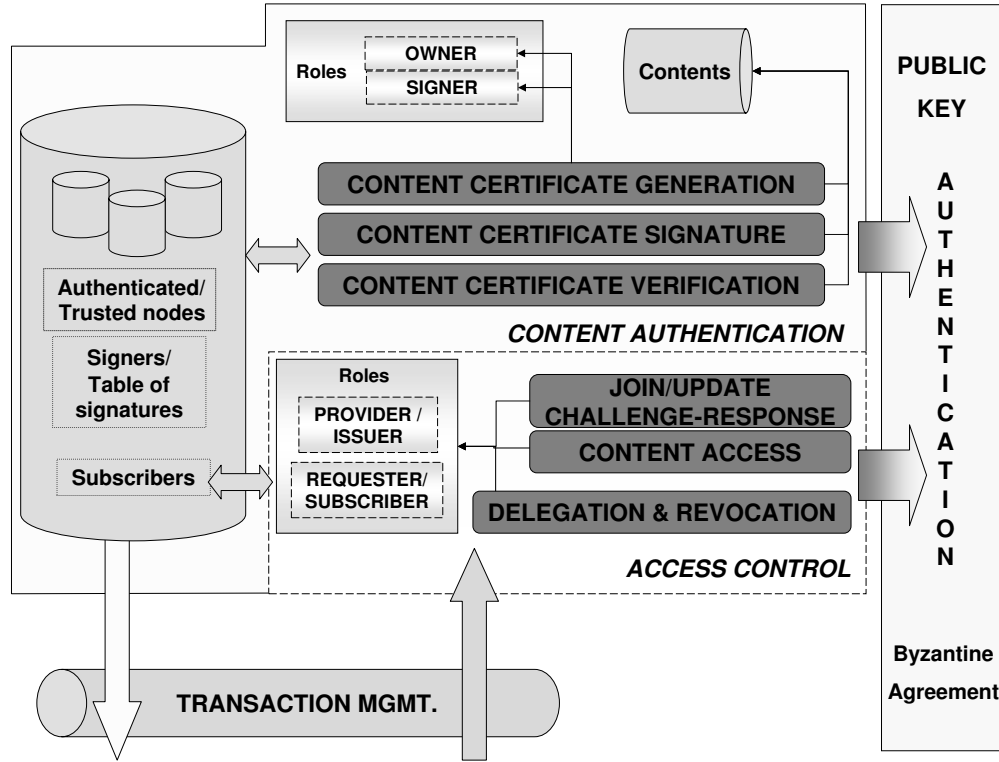 Roles
OWNER
SIGNER
Contents
PUBLIC
KEY
AUTHENTICATION
Byzantine
Agreement
CONTENT CERTIFICATE GENERATION
CONTENT CERTIFICATE SIGNATURE
CONTENT CERTIFICATE VERIFICATION
CONTENT AUTHENTICATION
Authenticated/
Trusted nodes
Signers/
Table of
signatures
Subscribers
Roles
PROVIDER /
ISSUER
REQUESTER/
SUBSCRIBER
JOIN/UPDATE
CHALLENGE-RESPONSE
CONTENT ACCESS
DELEGATION & REVOCATION
ACCESS CONTROL
TRANSACTION MGMT.